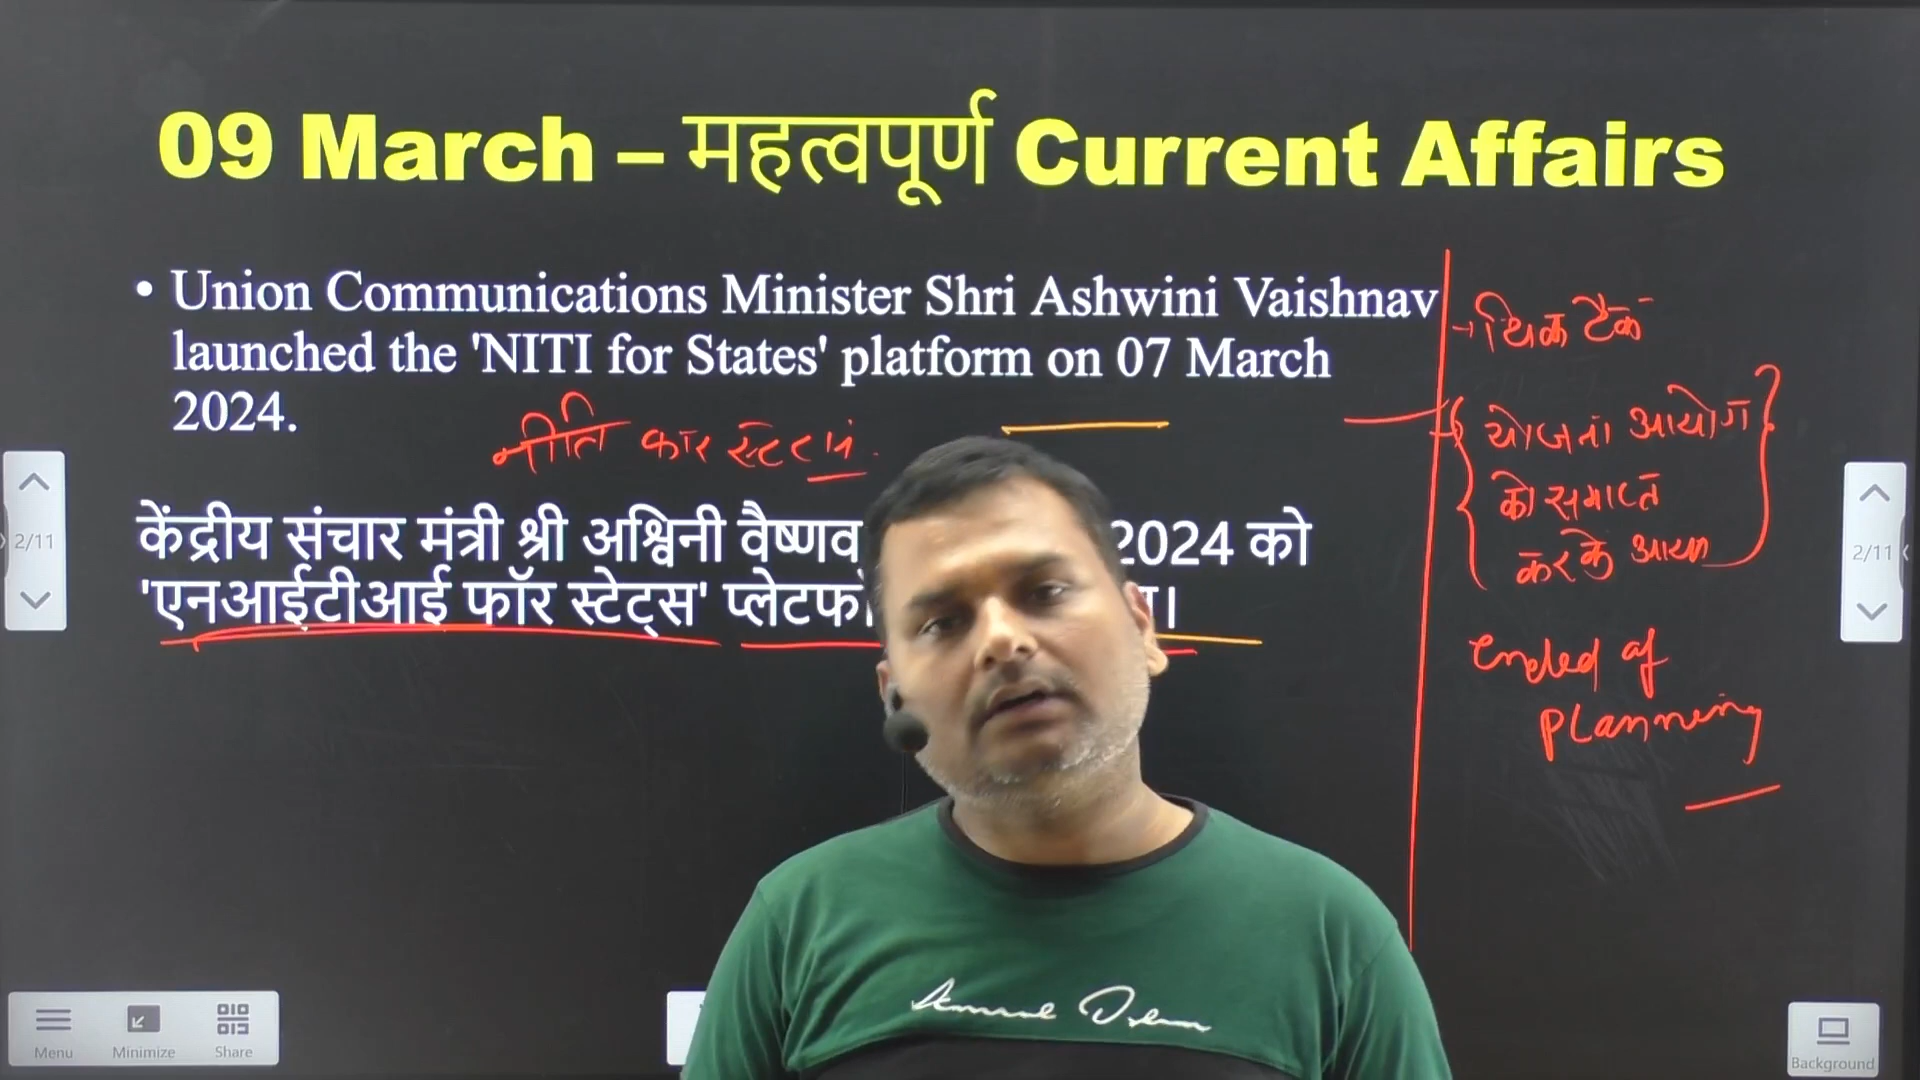 09 March – महत्वपूर्ण Current Affairs
• Union Communications Minister Shri Ashwini Vaishnav
launched the 'NITI for States' platform on 07 March
2024.
नीति फॉर स्टेट्स
केंद्रीय संचार मंत्री श्री अश्विनी वैष्णव 2024 को
'एनआईटीआई फॉर स्टेट्स' प्लेटफॉ
थिंक टैंक
योजना आयोग
को समाप्त
करके आया
ended of
planning
2/11
2/11
Menu
Minimize
Share
Background